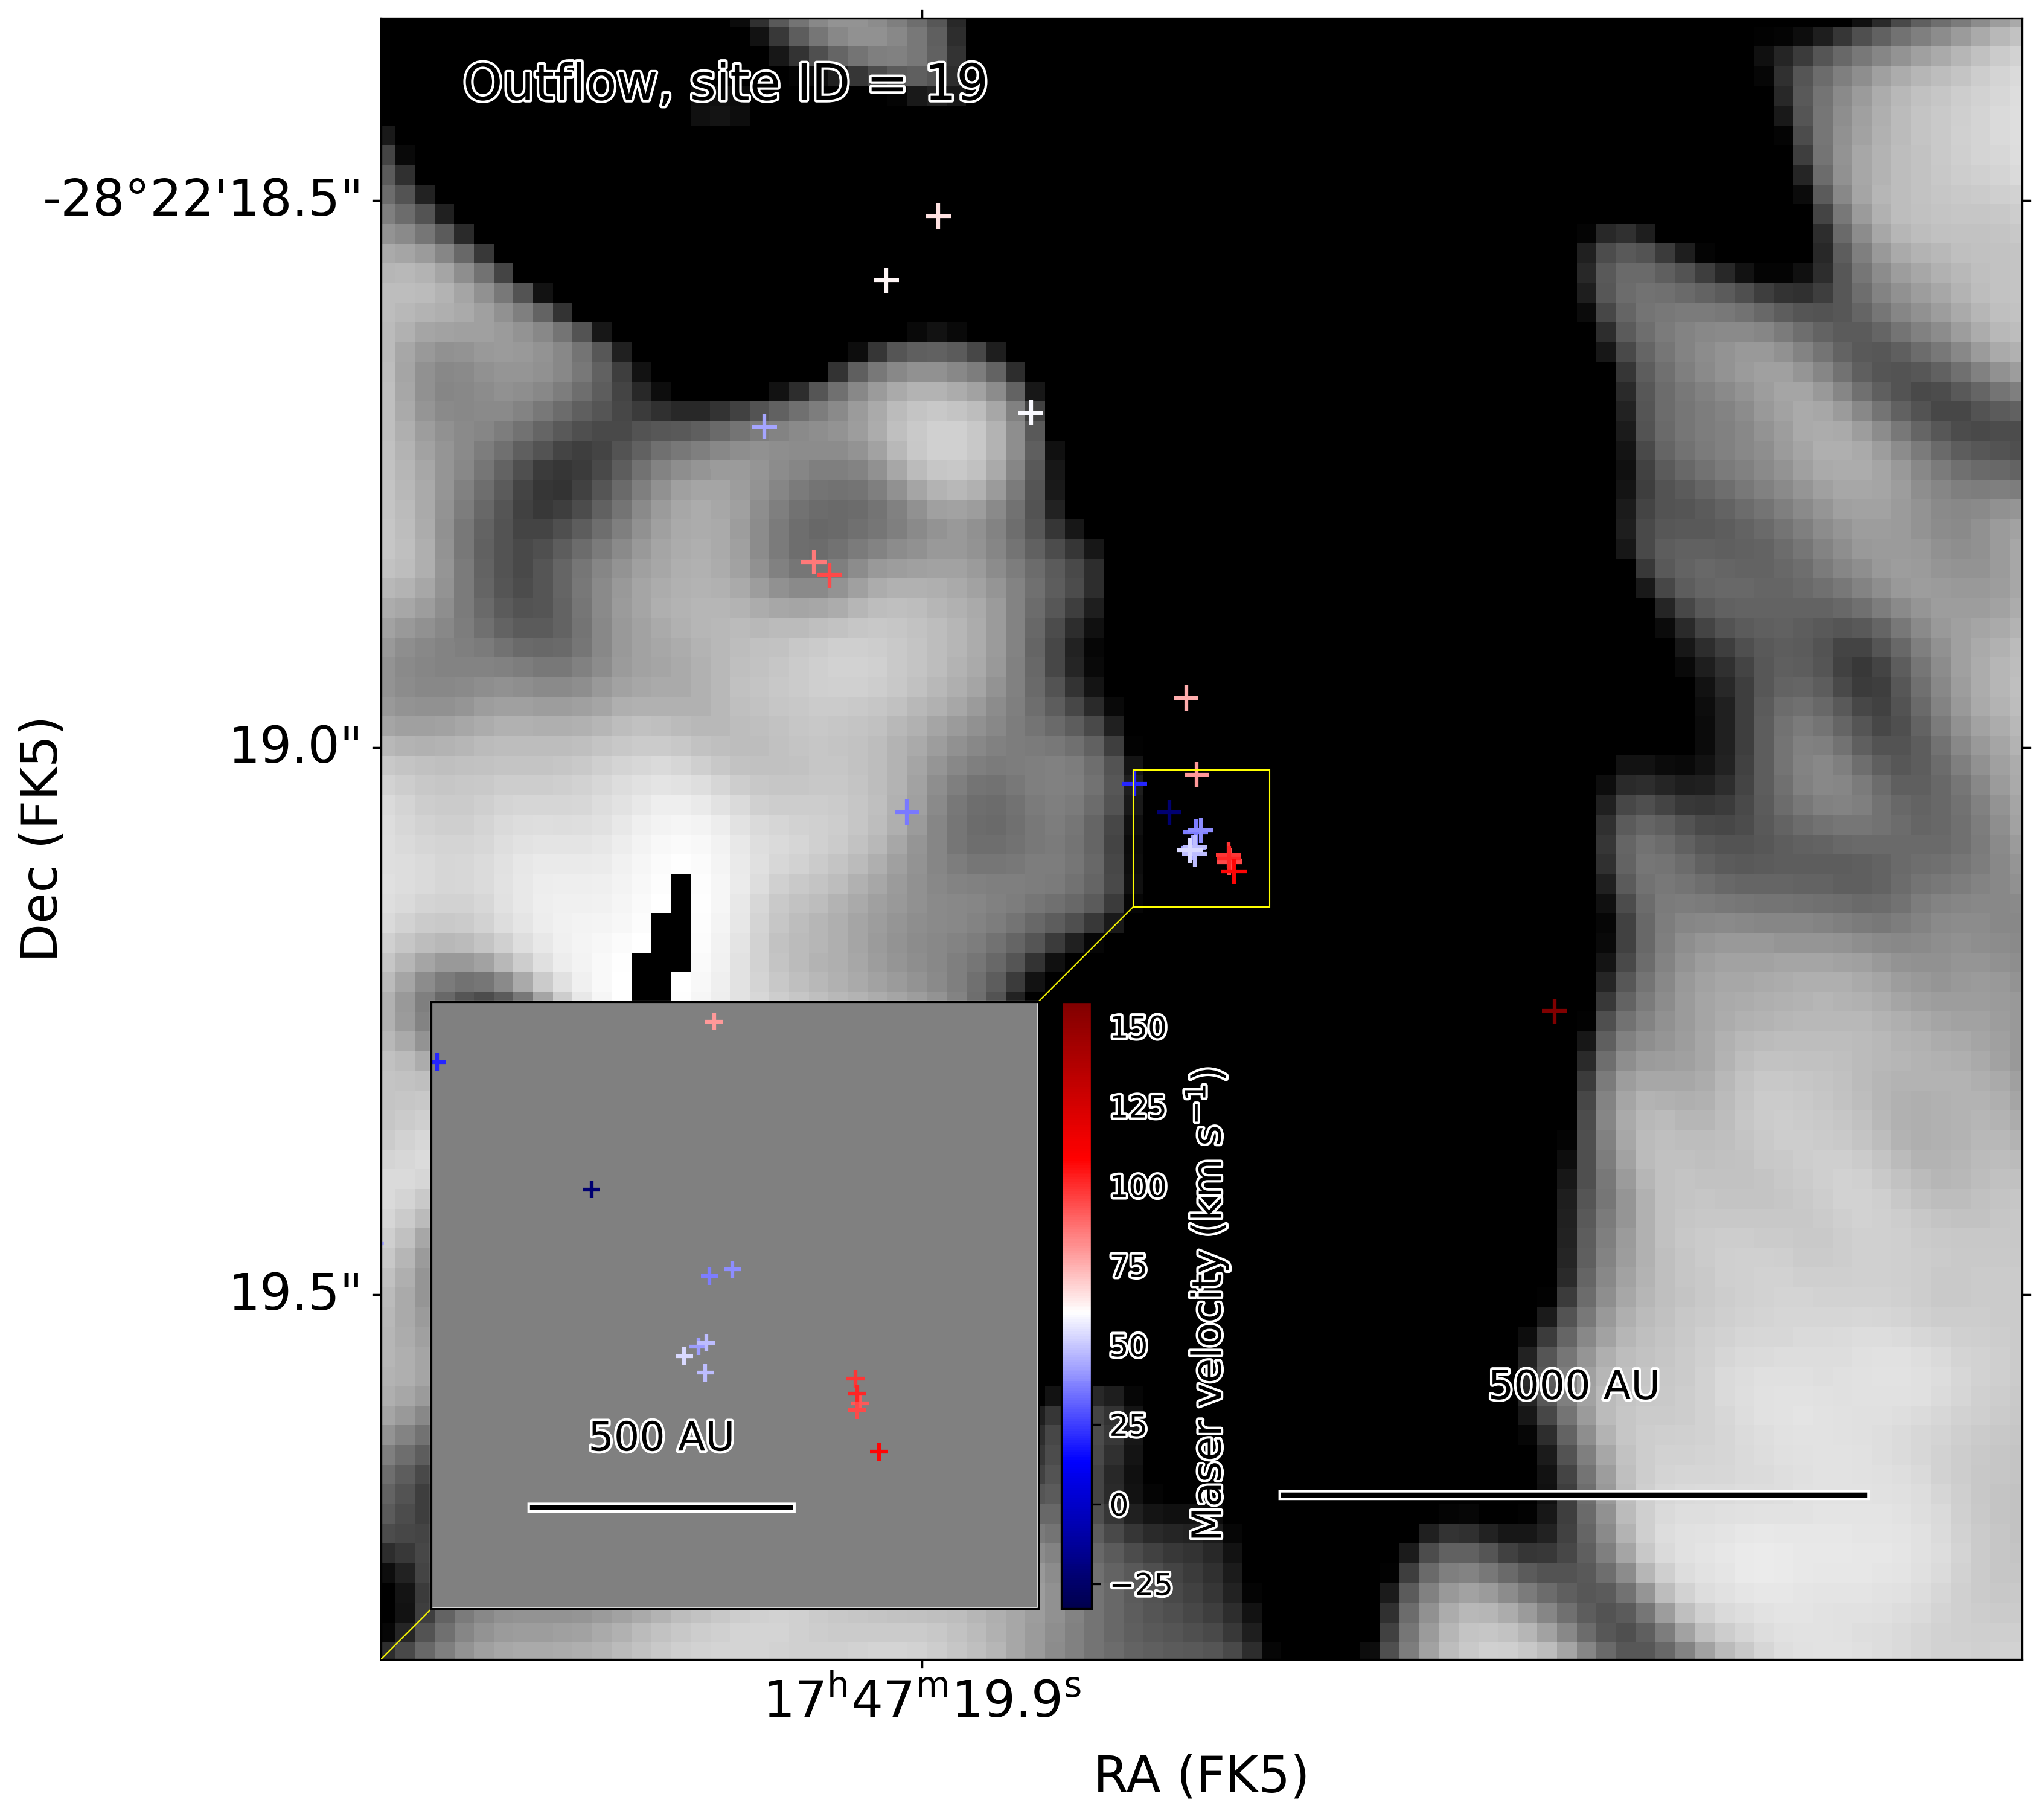 Outflow, site ID = 19
-28°22'18.5"
19.0"
19.5"
Dec (FK5)
17ʰ47ᵐ19.9ˢ
RA (FK5)
500 AU
5000 AU
150
125
100
75
50
25
0
−25
Maser velocity (km s⁻¹)